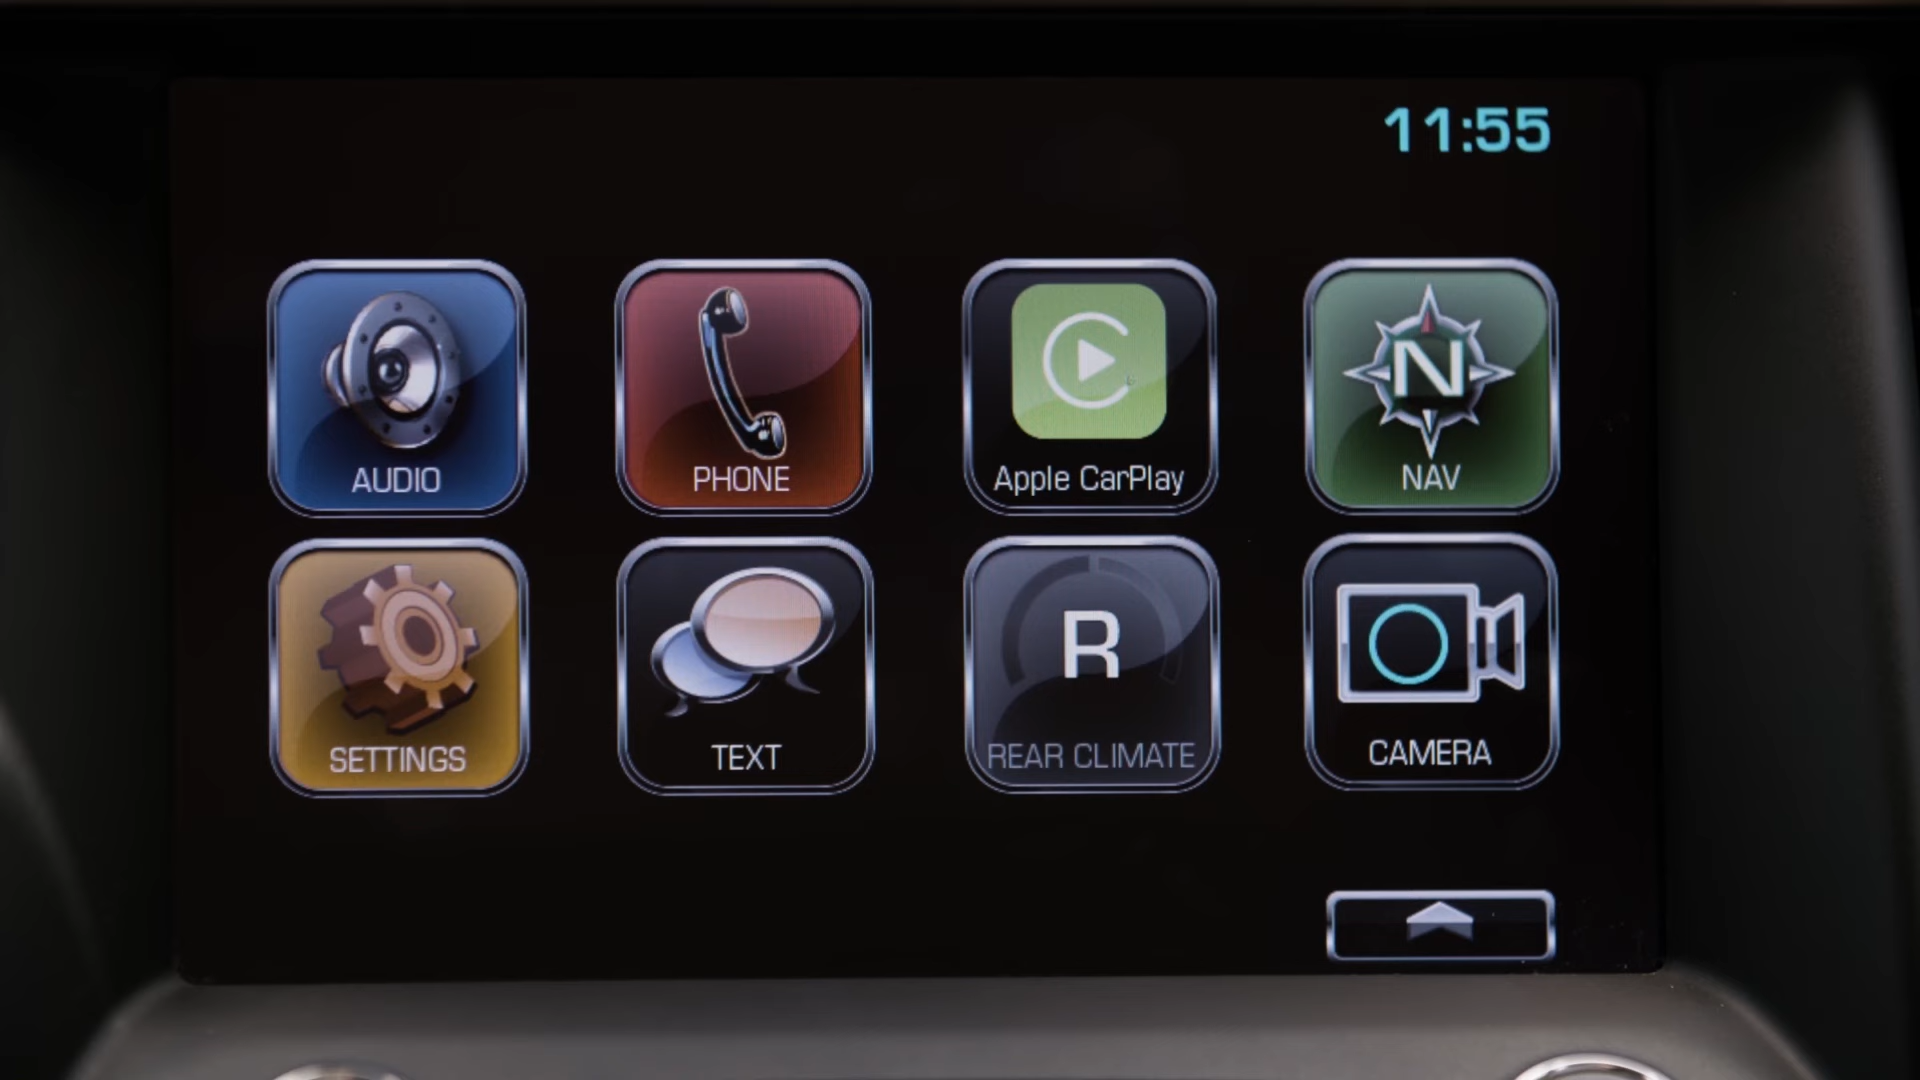 11:55
AUDIO
PHONE
Apple CarPlay
N
NAV
SETTINGS
TEXT
R
REAR CLIMATE
CAMERA